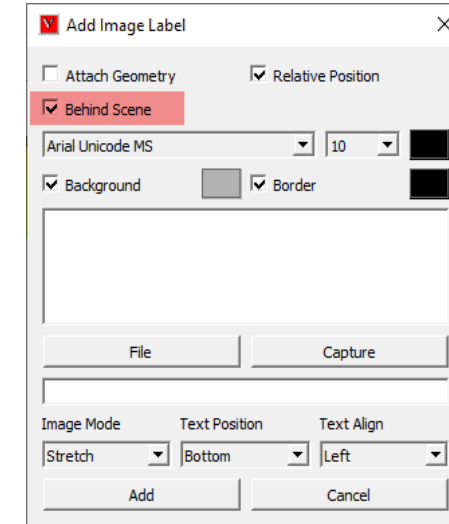 Add Image Label
Attach Geometry Relative Position
Behind Scene
Arial Unicode MS 10
Background Border
File Capture
Image Mode Text Position Text Align
Stretch Bottom Left
Add Cancel